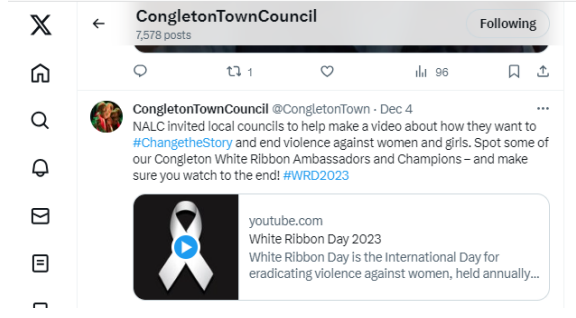 CongletonTownCouncil
7,578 posts
Following
1
96
CongletonTownCouncil @CongletonTown · Dec 4
NALC invited local councils to help make a video about how they want to
#ChangetheStory and end violence against women and girls. Spot some of
our Congleton White Ribbon Ambassadors and Champions – and make
sure you watch to the end! #WRD2023
youtube.com
White Ribbon Day 2023
White Ribbon Day is the International Day for
eradicating violence against women, held annually...